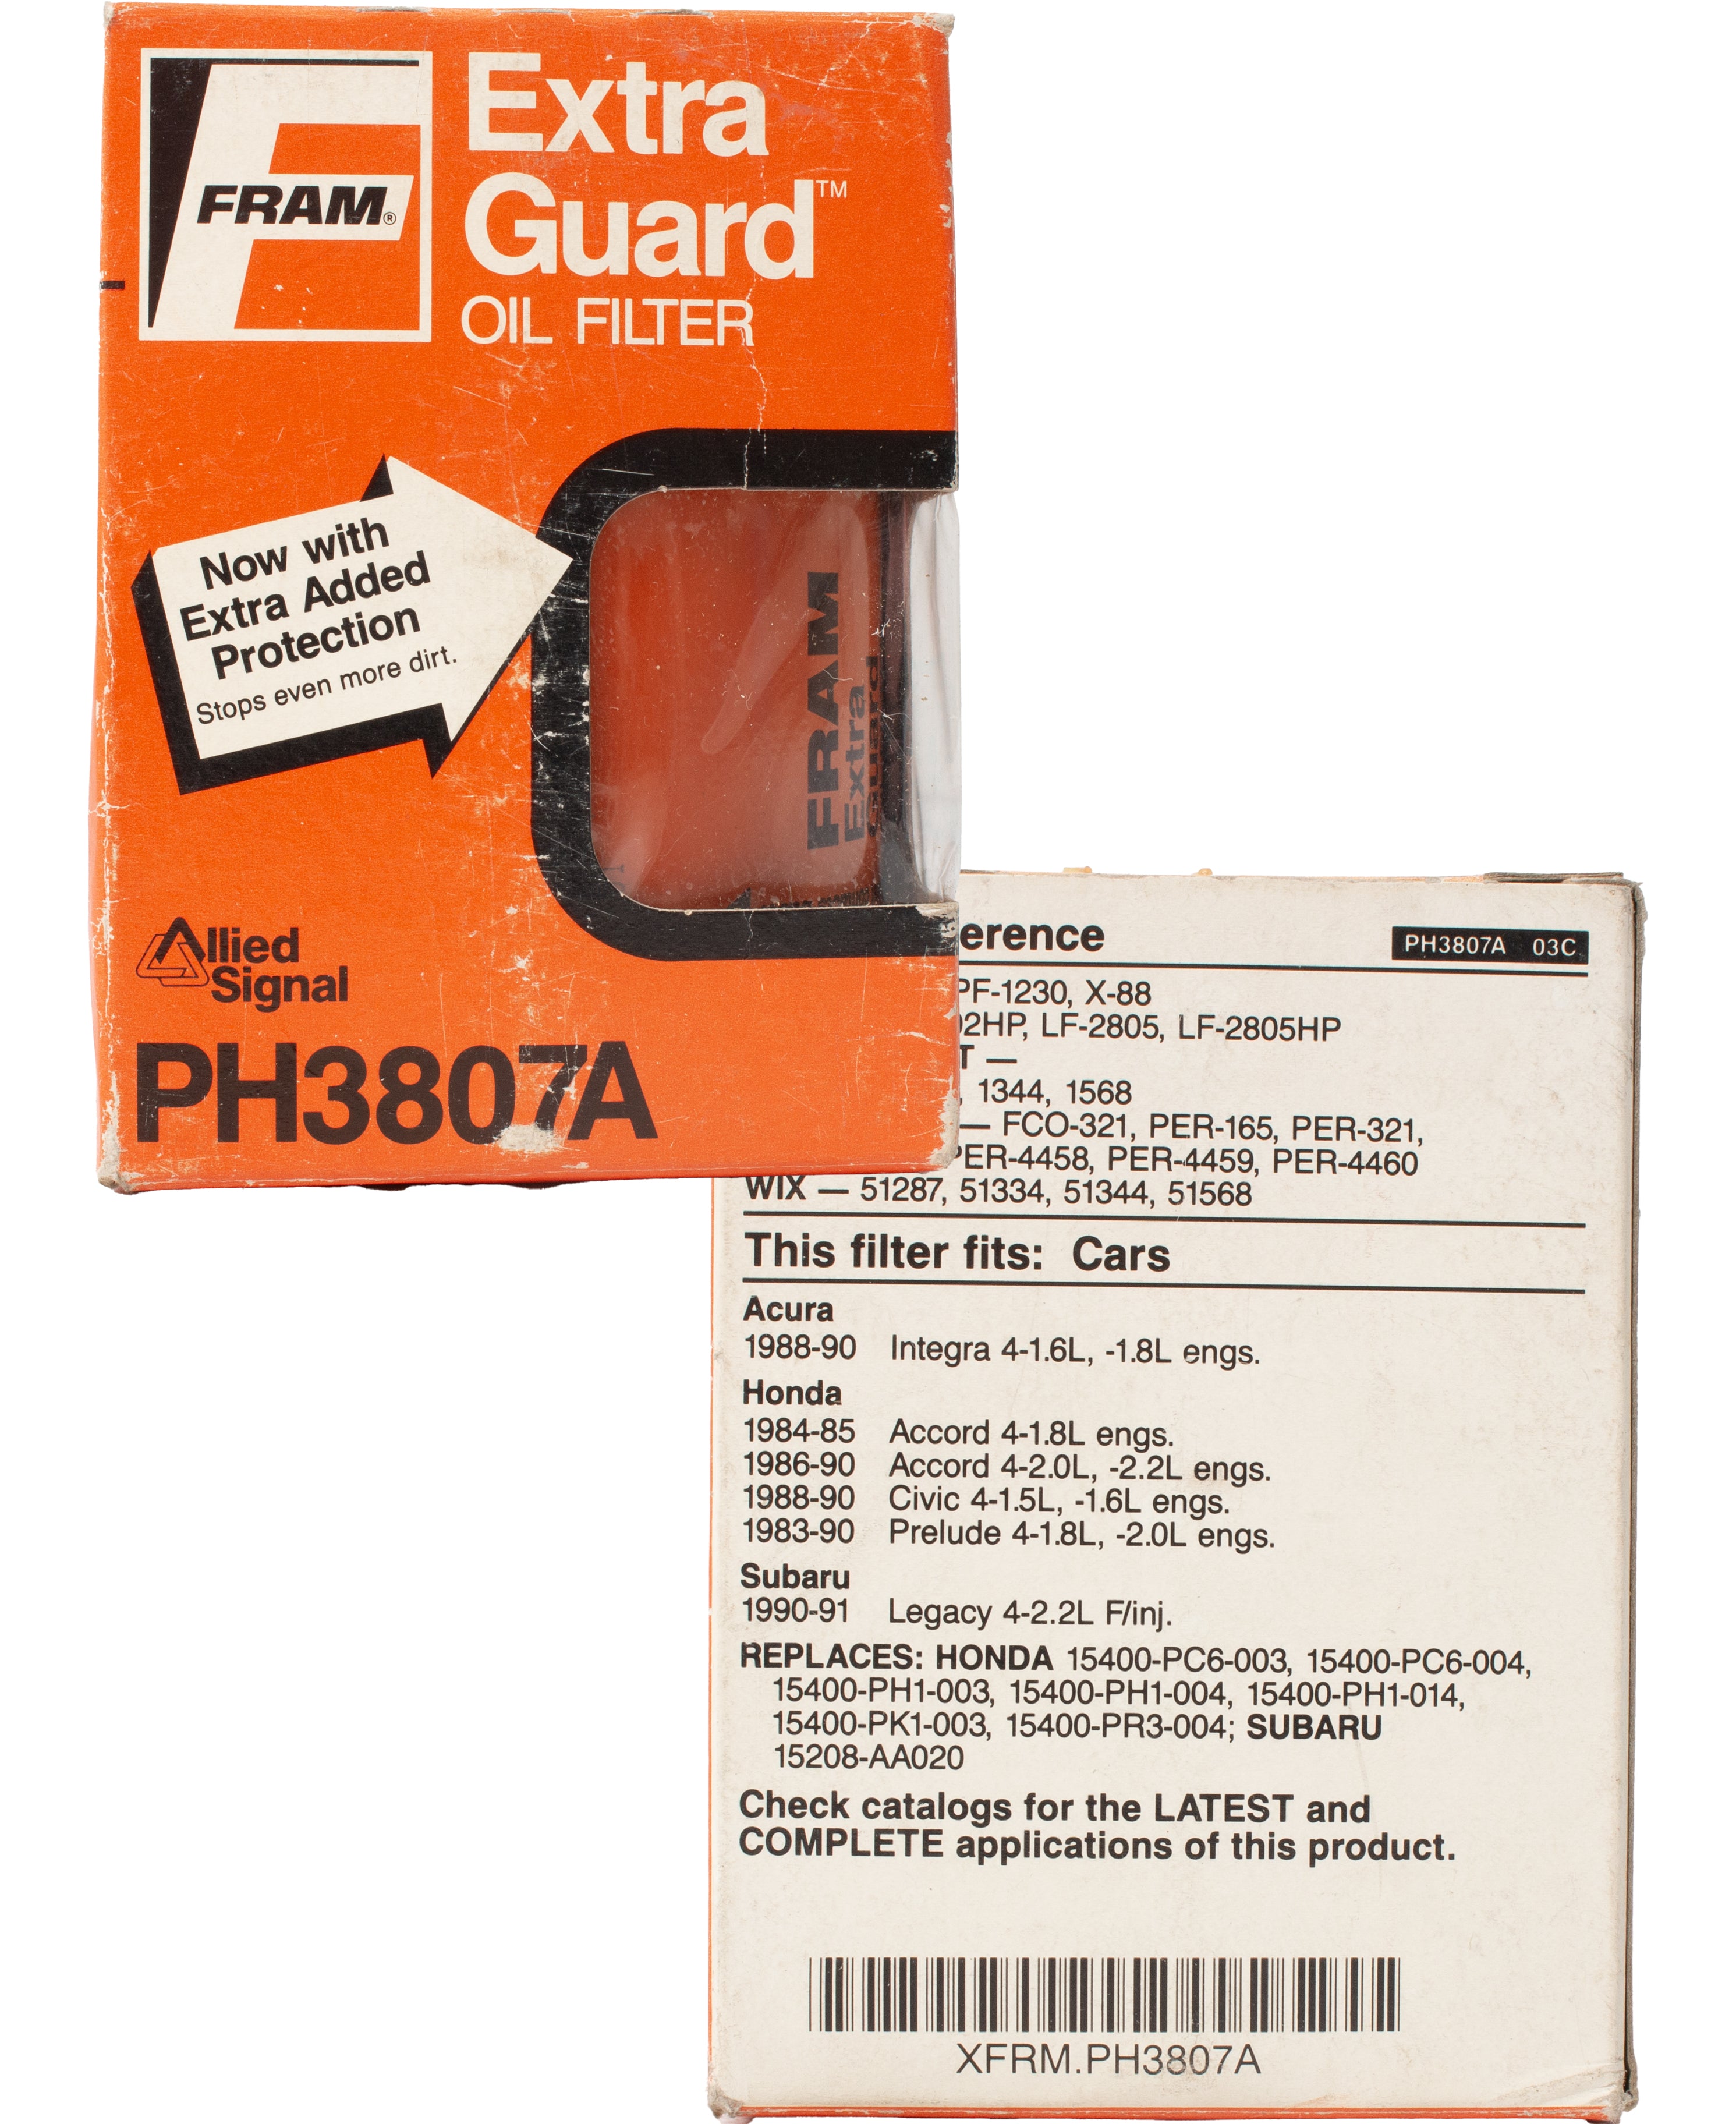 Extra
Guard™
OIL FILTER
FRAM®
Now with
Extra Added
Protection
Stops even more dirt.
FRAM
Extra
Guard
Allied
Signal
PH3807A
erence
PH3807A 03C
PF-1230, X-88
2HP, LF-2805, LF-2805HP
T —
, 1344, 1568
— FCO-321, PER-165, PER-321,
PER-4458, PER-4459, PER-4460
WIX — 51287, 51334, 51344, 51568
This filter fits: Cars
Acura
1988-90 Integra 4-1.6L, -1.8L engs.
Honda
1984-85 Accord 4-1.8L engs.
1986-90 Accord 4-2.0L, -2.2L engs.
1988-90 Civic 4-1.5L, -1.6L engs.
1983-90 Prelude 4-1.8L, -2.0L engs.
Subaru
1990-91 Legacy 4-2.2L F/inj.
REPLACES: HONDA 15400-PC6-003, 15400-PC6-004,
15400-PH1-003, 15400-PH1-004, 15400-PH1-014,
15400-PK1-003, 15400-PR3-004; SUBARU
15208-AA020
Check catalogs for the LATEST and
COMPLETE applications of this product.
XFRM.PH3807A